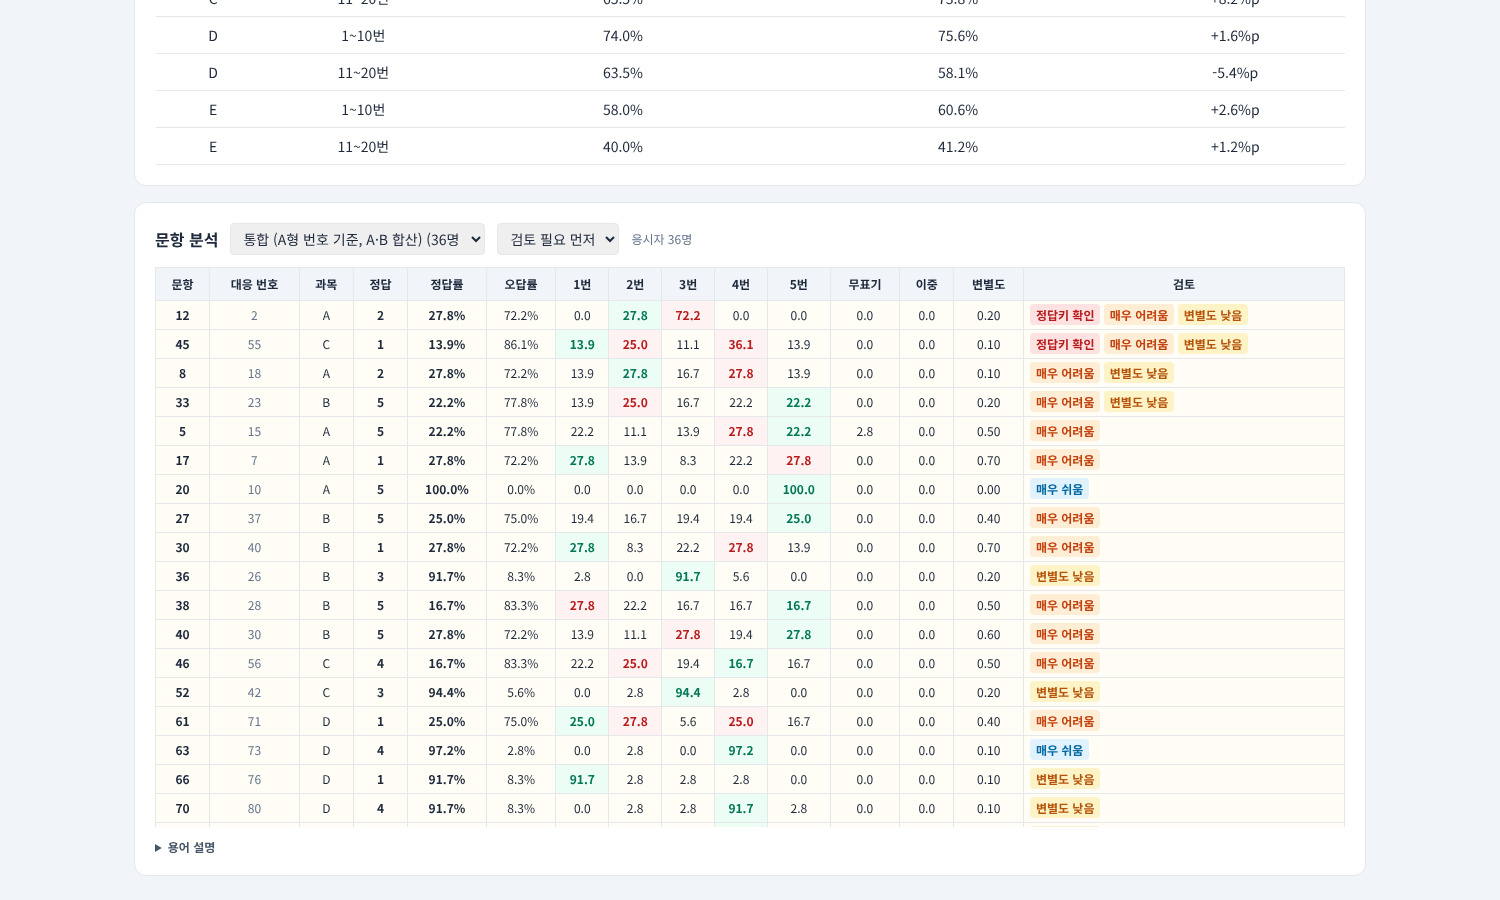 C 11~20번 65.5% 73.8% +8.2%p
D 1~10번 74.0% 75.6% +1.6%p
D 11~20번 63.5% 58.1% -5.4%p
E 1~10번 58.0% 60.6% +2.6%p
E 11~20번 40.0% 41.2% +1.2%p
문항 분석 통합 (A형 번호 기준, A·B 합산) (36명 검토 필요 먼저 응시자 36명
문항 대응 번호 과목 정답 정답률 오답률 1번 2번 3번 4번 5번 무표기 이중 변별도 검토
12 2 A 2 27.8% 72.2% 0.0 27.8 72.2 0.0 0.0 0.0 0.0 0.20 정답키 확인 매우 어려움 변별도 낮음
45 55 C 1 13.9% 86.1% 13.9 25.0 11.1 36.1 13.9 0.0 0.0 0.10 정답키 확인 매우 어려움 변별도 낮음
8 18 A 2 27.8% 72.2% 13.9 27.8 16.7 27.8 13.9 0.0 0.0 0.10 매우 어려움 변별도 낮음
33 23 B 5 22.2% 77.8% 13.9 25.0 16.7 22.2 22.2 0.0 0.0 0.20 매우 어려움 변별도 낮음
5 15 A 5 22.2% 77.8% 22.2 11.1 13.9 27.8 22.2 2.8 0.0 0.50 매우 어려움
17 7 A 1 27.8% 72.2% 27.8 13.9 8.3 22.2 27.8 0.0 0.0 0.70 매우 어려움
20 10 A 5 100.0% 0.0% 0.0 0.0 0.0 0.0 100.0 0.0 0.0 0.00 매우 쉬움
27 37 B 5 25.0% 75.0% 19.4 16.7 19.4 19.4 25.0 0.0 0.0 0.40 매우 어려움
30 40 B 1 27.8% 72.2% 27.8 8.3 22.2 27.8 13.9 0.0 0.0 0.70 매우 어려움
36 26 B 3 91.7% 8.3% 2.8 0.0 91.7 5.6 0.0 0.0 0.0 0.20 변별도 낮음
38 28 B 5 16.7% 83.3% 27.8 22.2 16.7 16.7 16.7 0.0 0.0 0.50 매우 어려움
40 30 B 5 27.8% 72.2% 13.9 11.1 27.8 19.4 27.8 0.0 0.0 0.60 매우 어려움
46 56 C 4 16.7% 83.3% 22.2 25.0 19.4 16.7 16.7 0.0 0.0 0.50 매우 어려움
52 42 C 3 94.4% 5.6% 0.0 2.8 94.4 2.8 0.0 0.0 0.0 0.20 변별도 낮음
61 71 D 1 25.0% 75.0% 25.0 27.8 5.6 25.0 16.7 0.0 0.0 0.40 매우 어려움
63 73 D 4 97.2% 2.8% 0.0 2.8 0.0 97.2 0.0 0.0 0.0 0.10 매우 쉬움
66 76 D 1 91.7% 8.3% 91.7 2.8 2.8 2.8 0.0 0.0 0.0 0.10 변별도 낮음
70 80 D 4 91.7% 8.3% 0.0 2.8 2.8 91.7 2.8 0.0 0.0 0.10 변별도 낮음
▶ 용어 설명